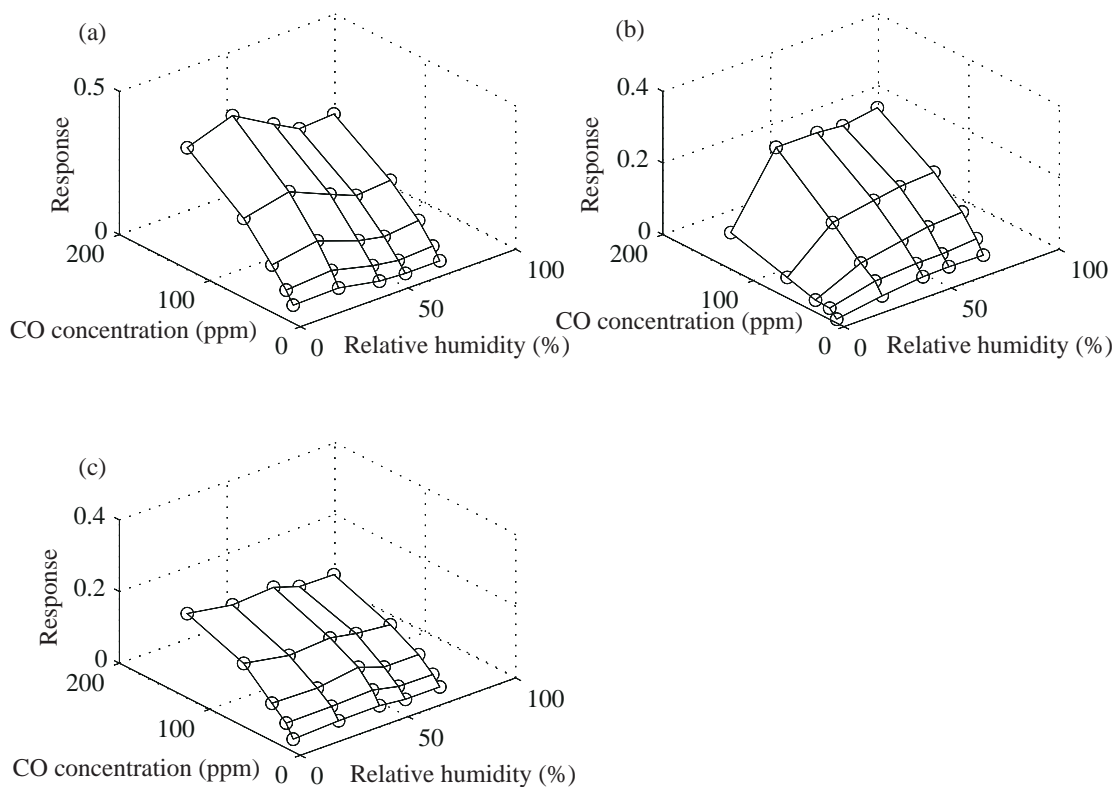 (a)
0.5
Response
0
200
100
CO concentration (ppm)
0
0
Relative humidity (%)
50
100
(b)
0.4
0.2
Response
0
200
100
CO concentration (ppm)
0
0
Relative humidity (%)
50
100
(c)
0.4
0.2
Response
0
200
100
CO concentration (ppm)
0
0
Relative humidity (%)
50
100